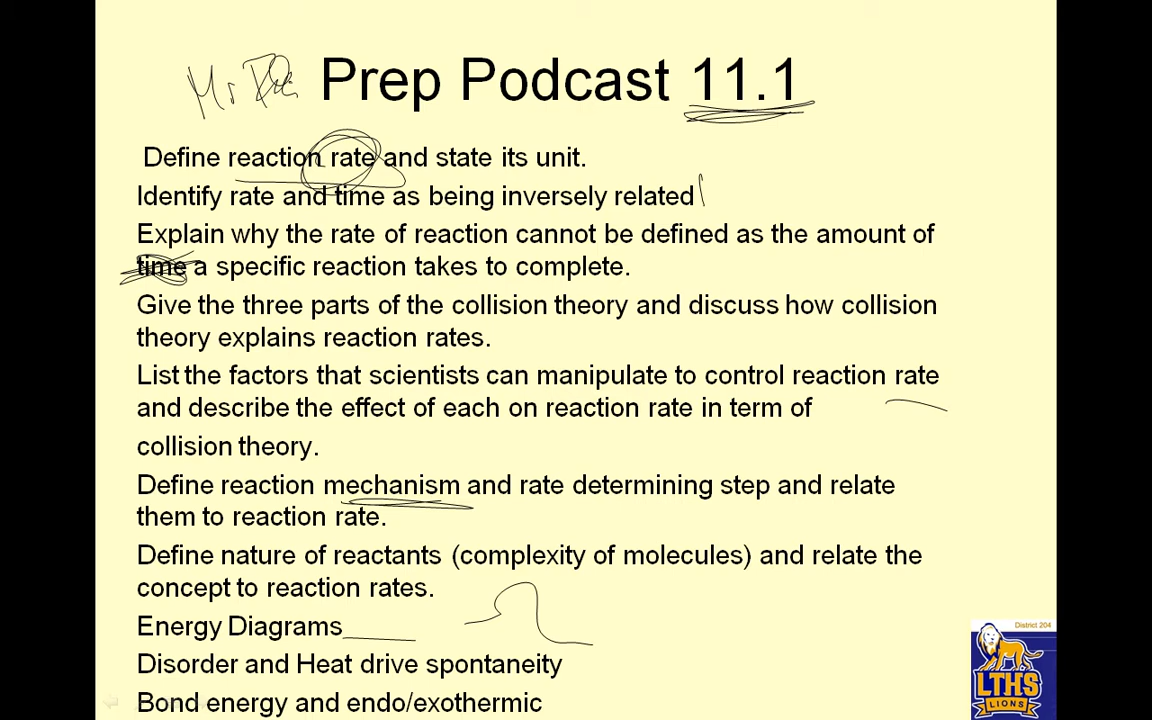 Mr
Prep Podcast 11.1
Define reaction rate and state its unit.
Identify rate and time as being inversely related
Explain why the rate of reaction cannot be defined as the amount of
time a specific reaction takes to complete.
Give the three parts of the collision theory and discuss how collision
theory explains reaction rates.
List the factors that scientists can manipulate to control reaction rate
and describe the effect of each on reaction rate in term of
collision theory.
Define reaction mechanism and rate determining step and relate
them to reaction rate.
Define nature of reactants (complexity of molecules) and relate the
concept to reaction rates.
Energy Diagrams
Disorder and Heat drive spontaneity
Bond energy and endo/exothermic
District 204
LTHS
LIONS